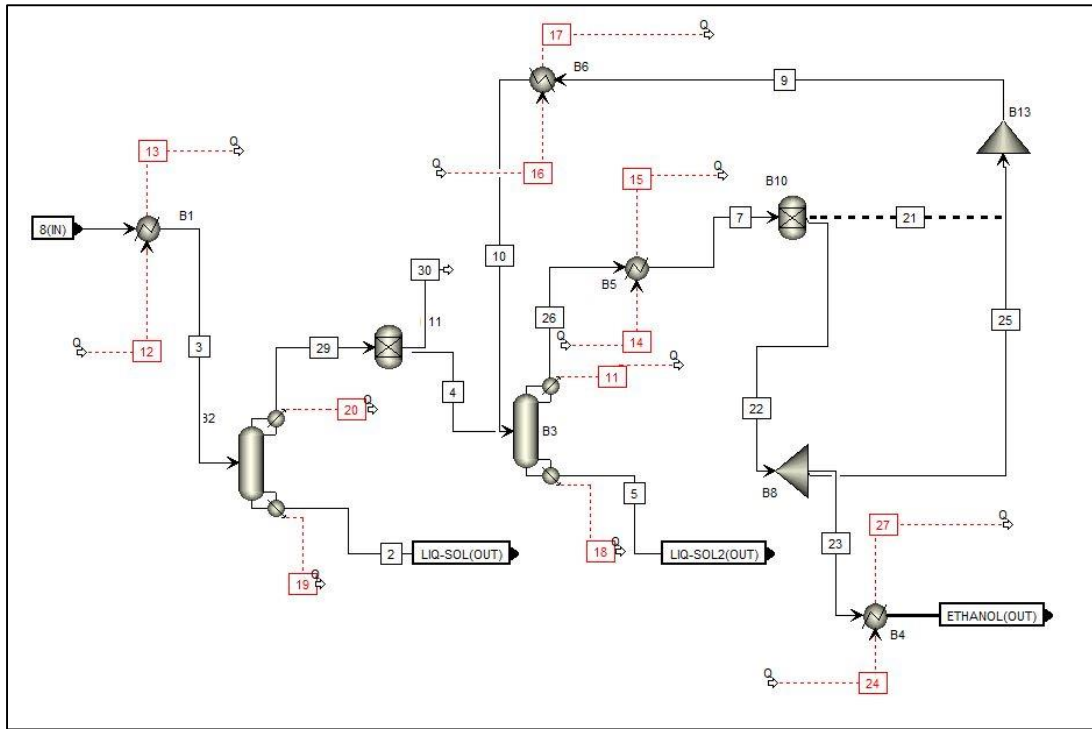 17
Q
B6
9
B13
Q
13
Q
16
15
Q
B10
8(IN)
B1
7
21
10
30
B5
26
25
Q
12
3
29
11
Q
14
Q
11
4
22
20
Q
B3
B8
5
27
Q
23
2
LIQ-SOL(OUT)
18
Q
LIQ-SOL2(OUT)
19
Q
ETHANOL(OUT)
B4
Q
24